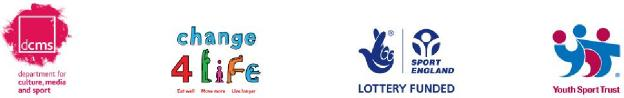 dcms
department for
culture, media
and sport
change
4 Life
Eat well Move more Live longer
SPORT
ENGLAND
LOTTERY FUNDED
Youth Sport Trust